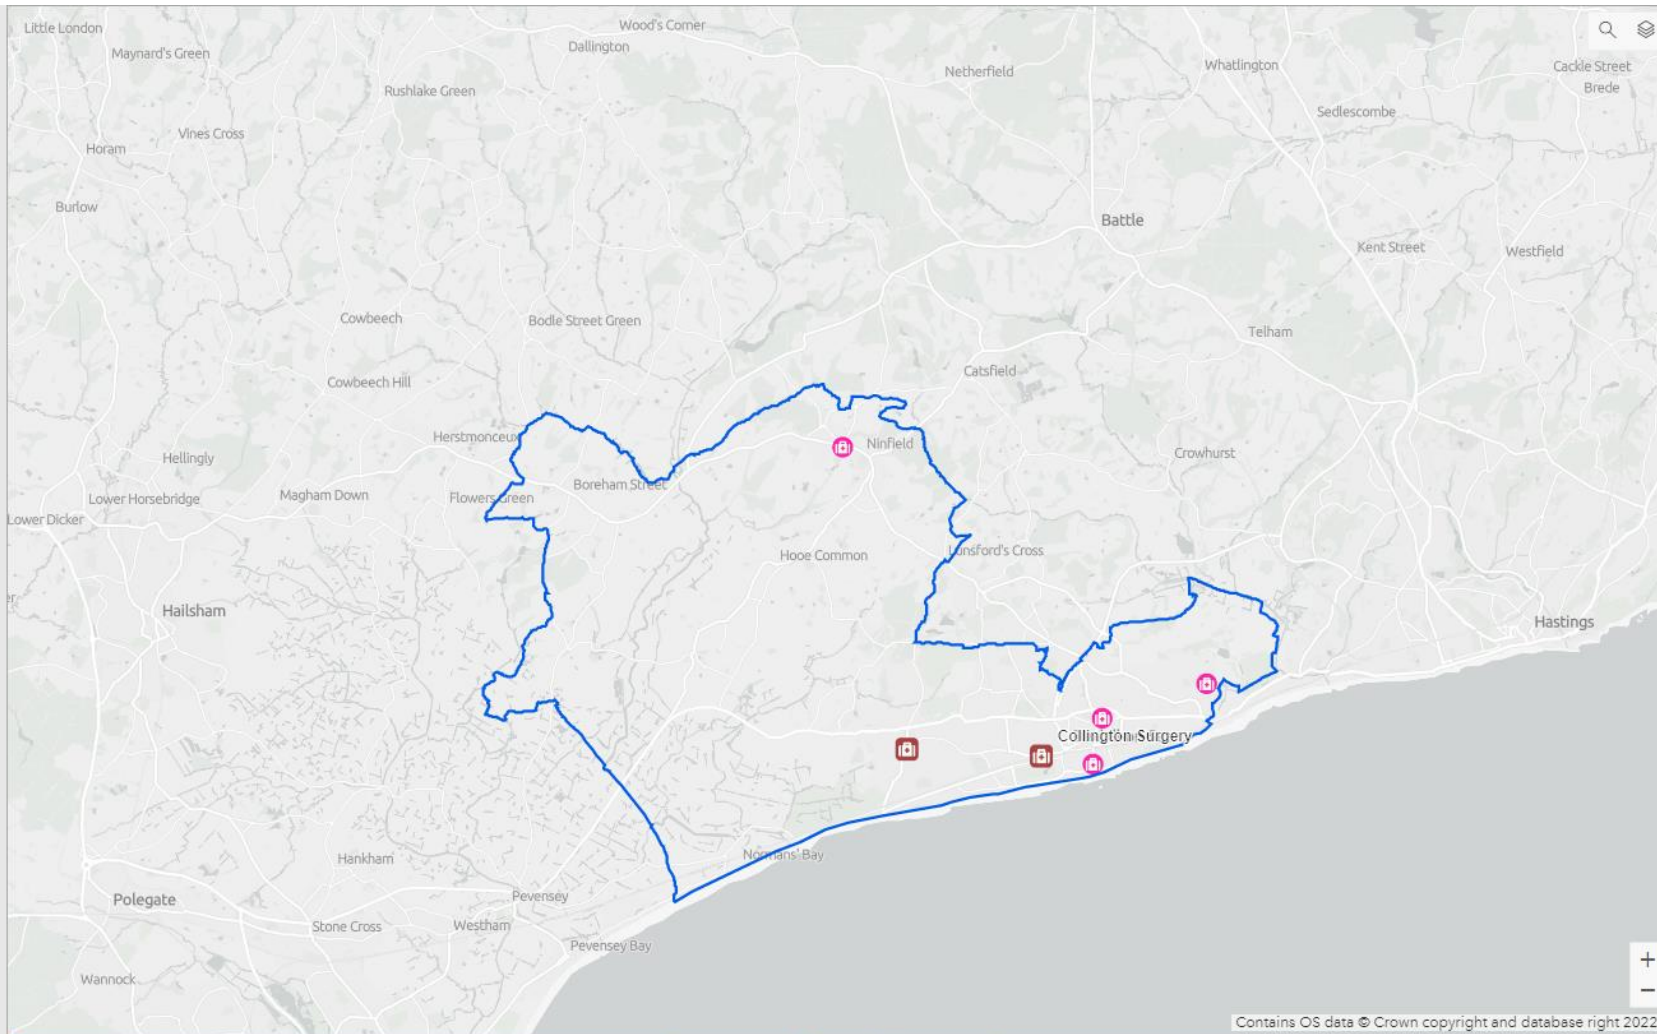 Little London
Wood's Corner
Dallington
Maynard's Green
Whatlington
Cackle Street
Netherfield
Brede
Rushlake Green
Sedlescombe
Vines Cross
Horam
Burlow
Battle
Kent Street
Westfield
Cowbeech
Bodle Street Green
Telham
Catsfield
Cowbeech Hill
Herstmonceux
Ninfield
Crowhurst
Hellingly
Boreham Street
Magham Down
Flowers Green
Lower Horsebridge
Lower Dicker
Hooe Common
Lunsford's Cross
Hailsham
Hastings
Collington Surgery
Normans' Bay
Hankham
Pevensey
Polegate
Stone Cross
Westham
Pevensey Bay
Wannock
+
−
Contains OS data © Crown copyright and database right 2022